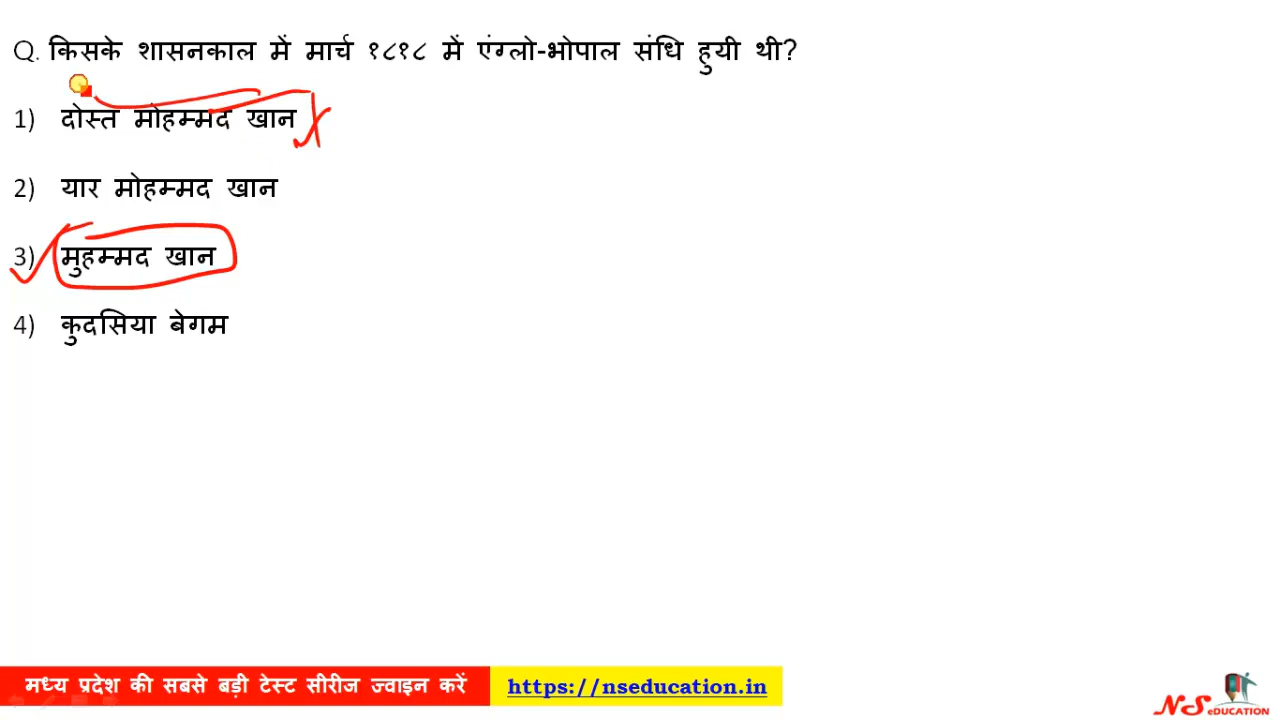 Q. किसके शासनकाल में मार्च १८१८ में एंग्लो-भोपाल संधि हुयी थी?
1) दोस्त मोहम्मद खान
2) यार मोहम्मद खान
3) मुहम्मद खान
4) कुदसिया बेगम
मध्य प्रदेश की सबसे बड़ी टेस्ट सीरीज ज्वाइन करें https://nseducation.in
NS eDUCATION